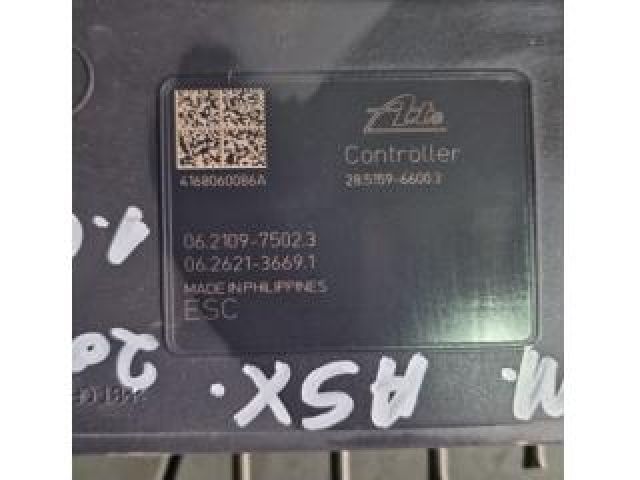 Ate
Controller
4168060086A
28.5159-6600.3
06.2109-7502.3
06.2621-3669.1
MADE IN PHILIPPINES
ESC
M. ASX. 20